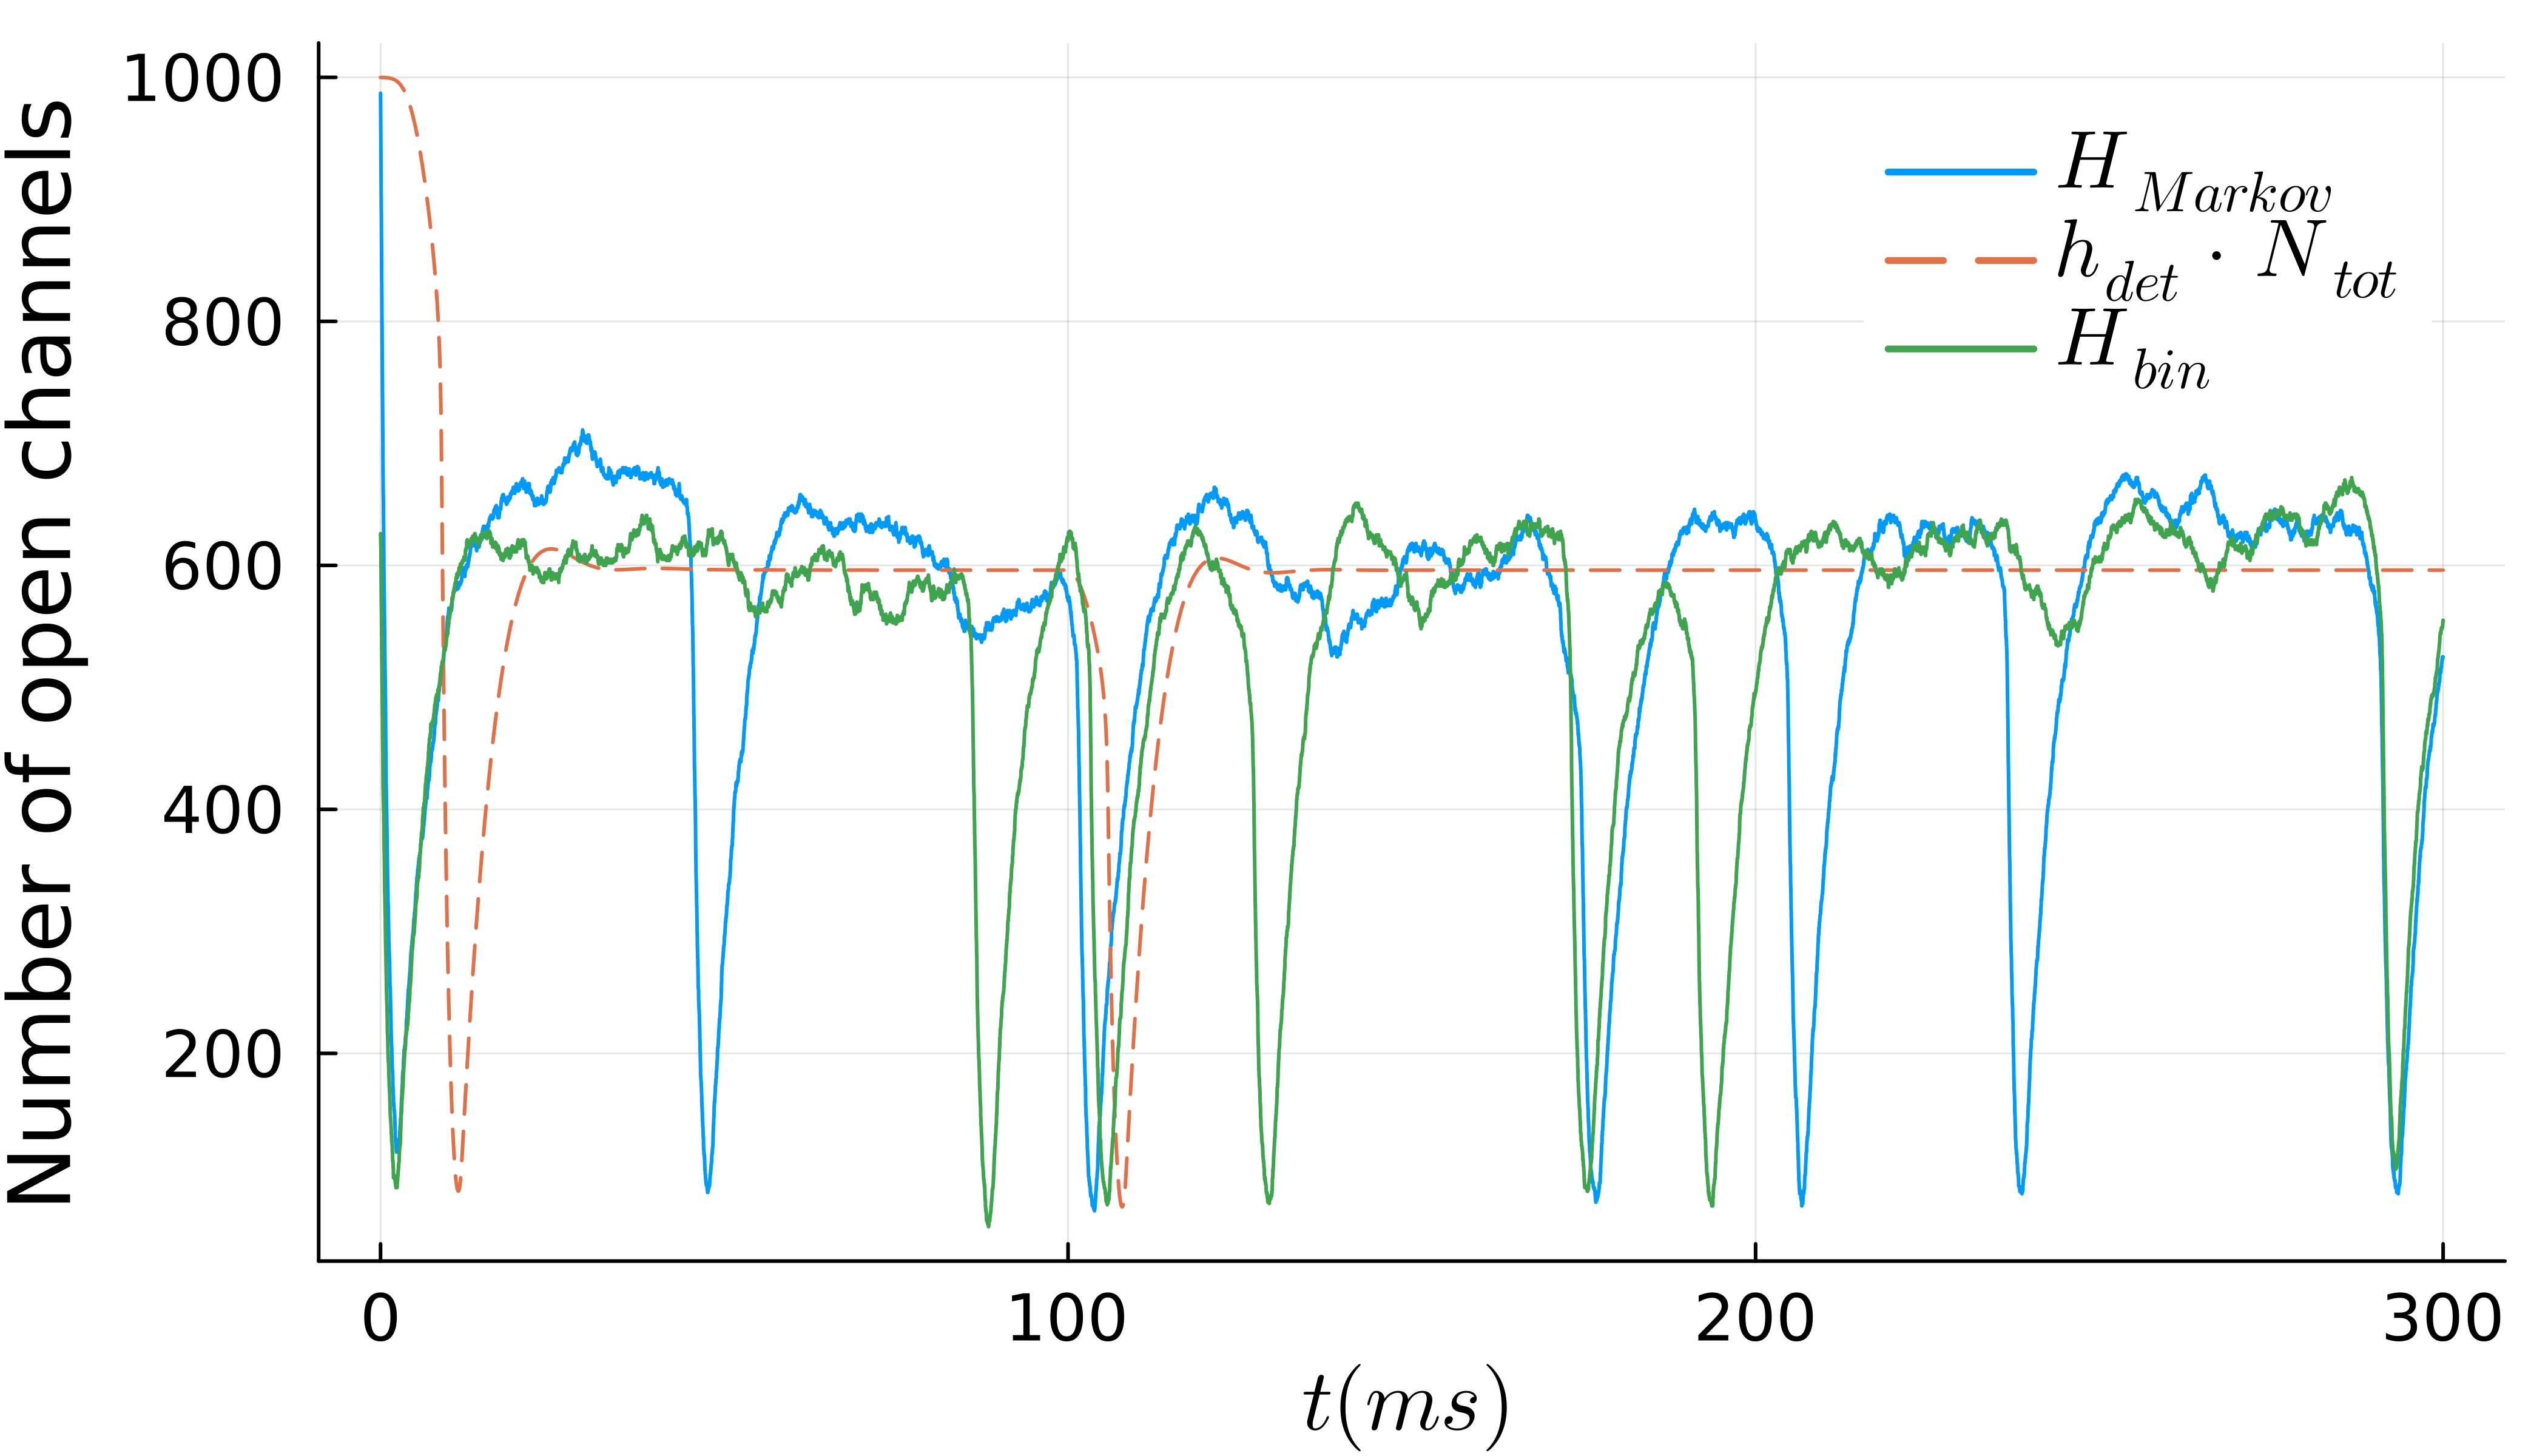 Number of open channels
1000
800
600
400
200
H_Markov
h_det · N_tot
H_bin
0 100 200 300
t(ms)